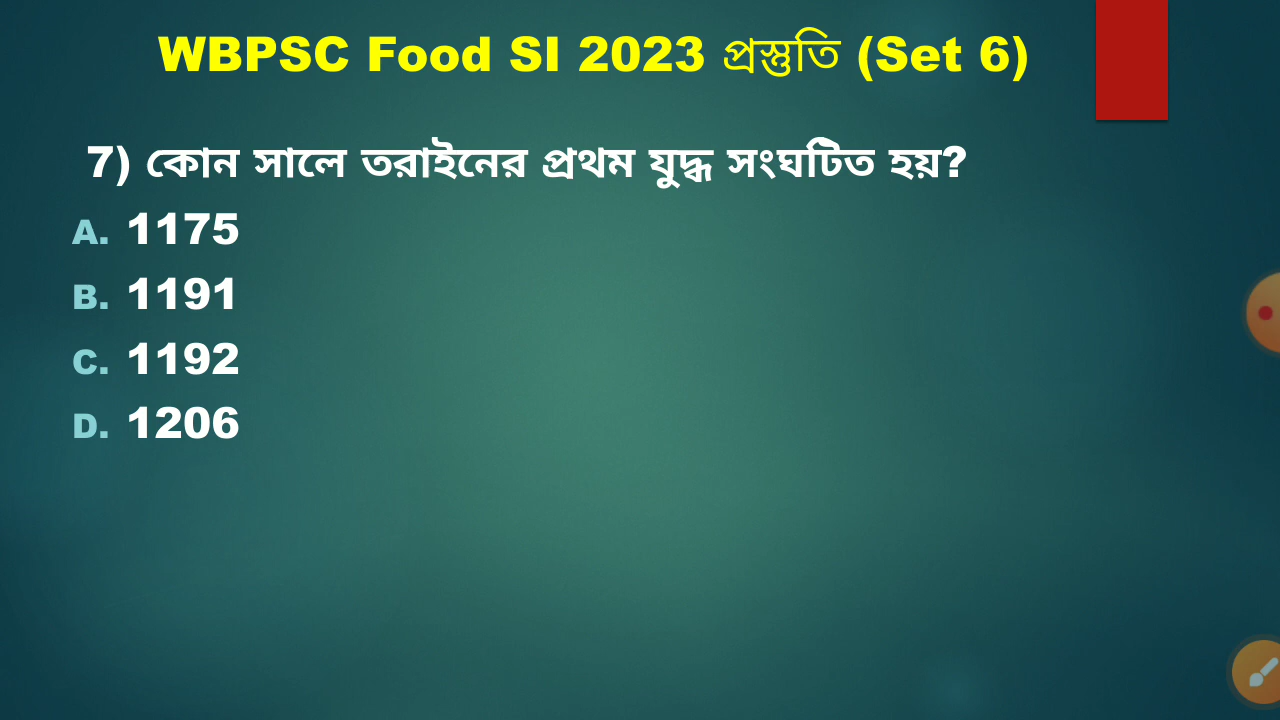 WBPSC Food SI 2023 প্রস্তুতি (Set 6)
7) কোন সালে তরাইনের প্রথম যুদ্ধ সংঘটিত হয়?
A. 1175
B. 1191
C. 1192
D. 1206